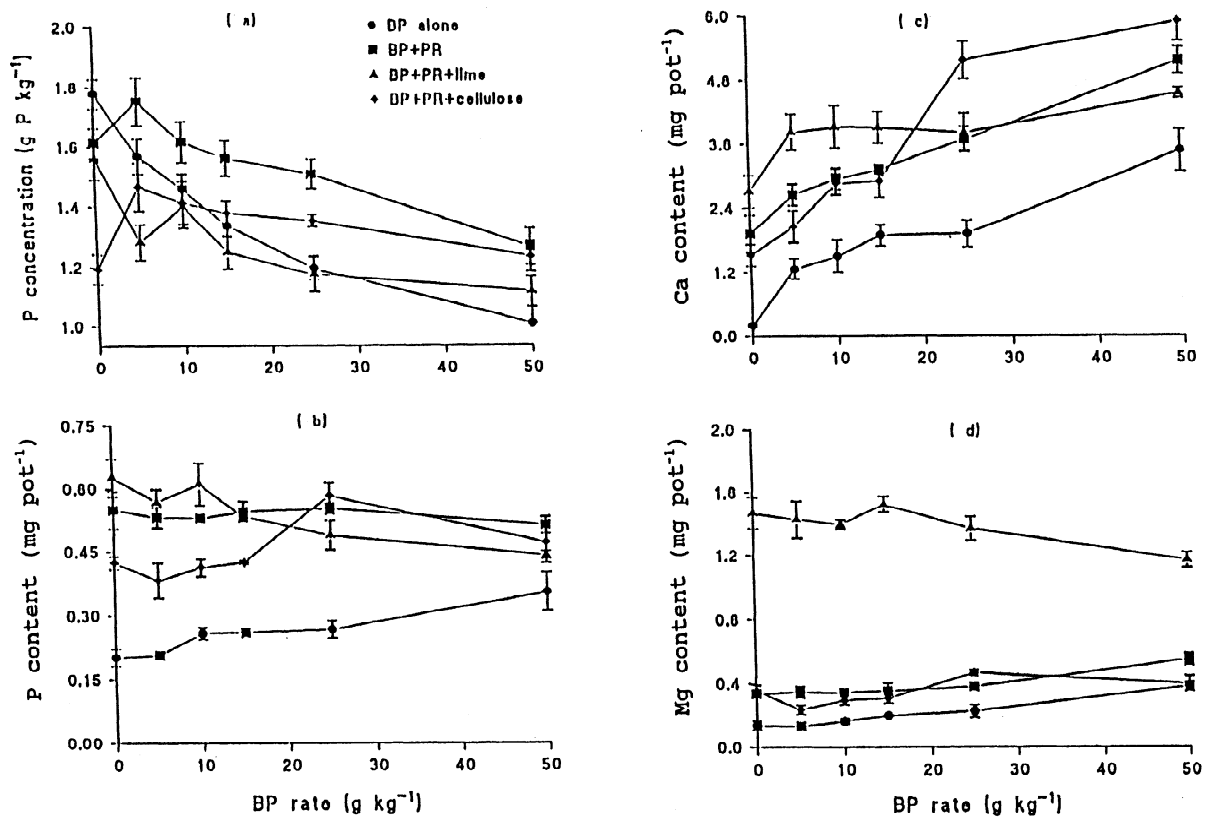 ( a)
P concentration (g P kg⁻¹)
2.0
1.8
1.6
1.4
1.2
1.0
0 10 20 30 40 50
● BP alone
■ BP+PR
▲ BP+PR+lime
♦ BP+PR+cellulose
( c)
Ca content (mg pot⁻¹)
6.0
4.8
3.6
2.4
1.2
0.0
0 10 20 30 40 50
( b)
P content (mg pot⁻¹)
0.75
0.60
0.45
0.30
0.15
0.00
0 10 20 30 40 50
BP rate (g kg⁻¹)
( d)
Mg content (mg pot⁻¹)
2.0
1.8
1.2
0.4
0.0
0 10 20 30 40 50
BP rate (g kg⁻¹)